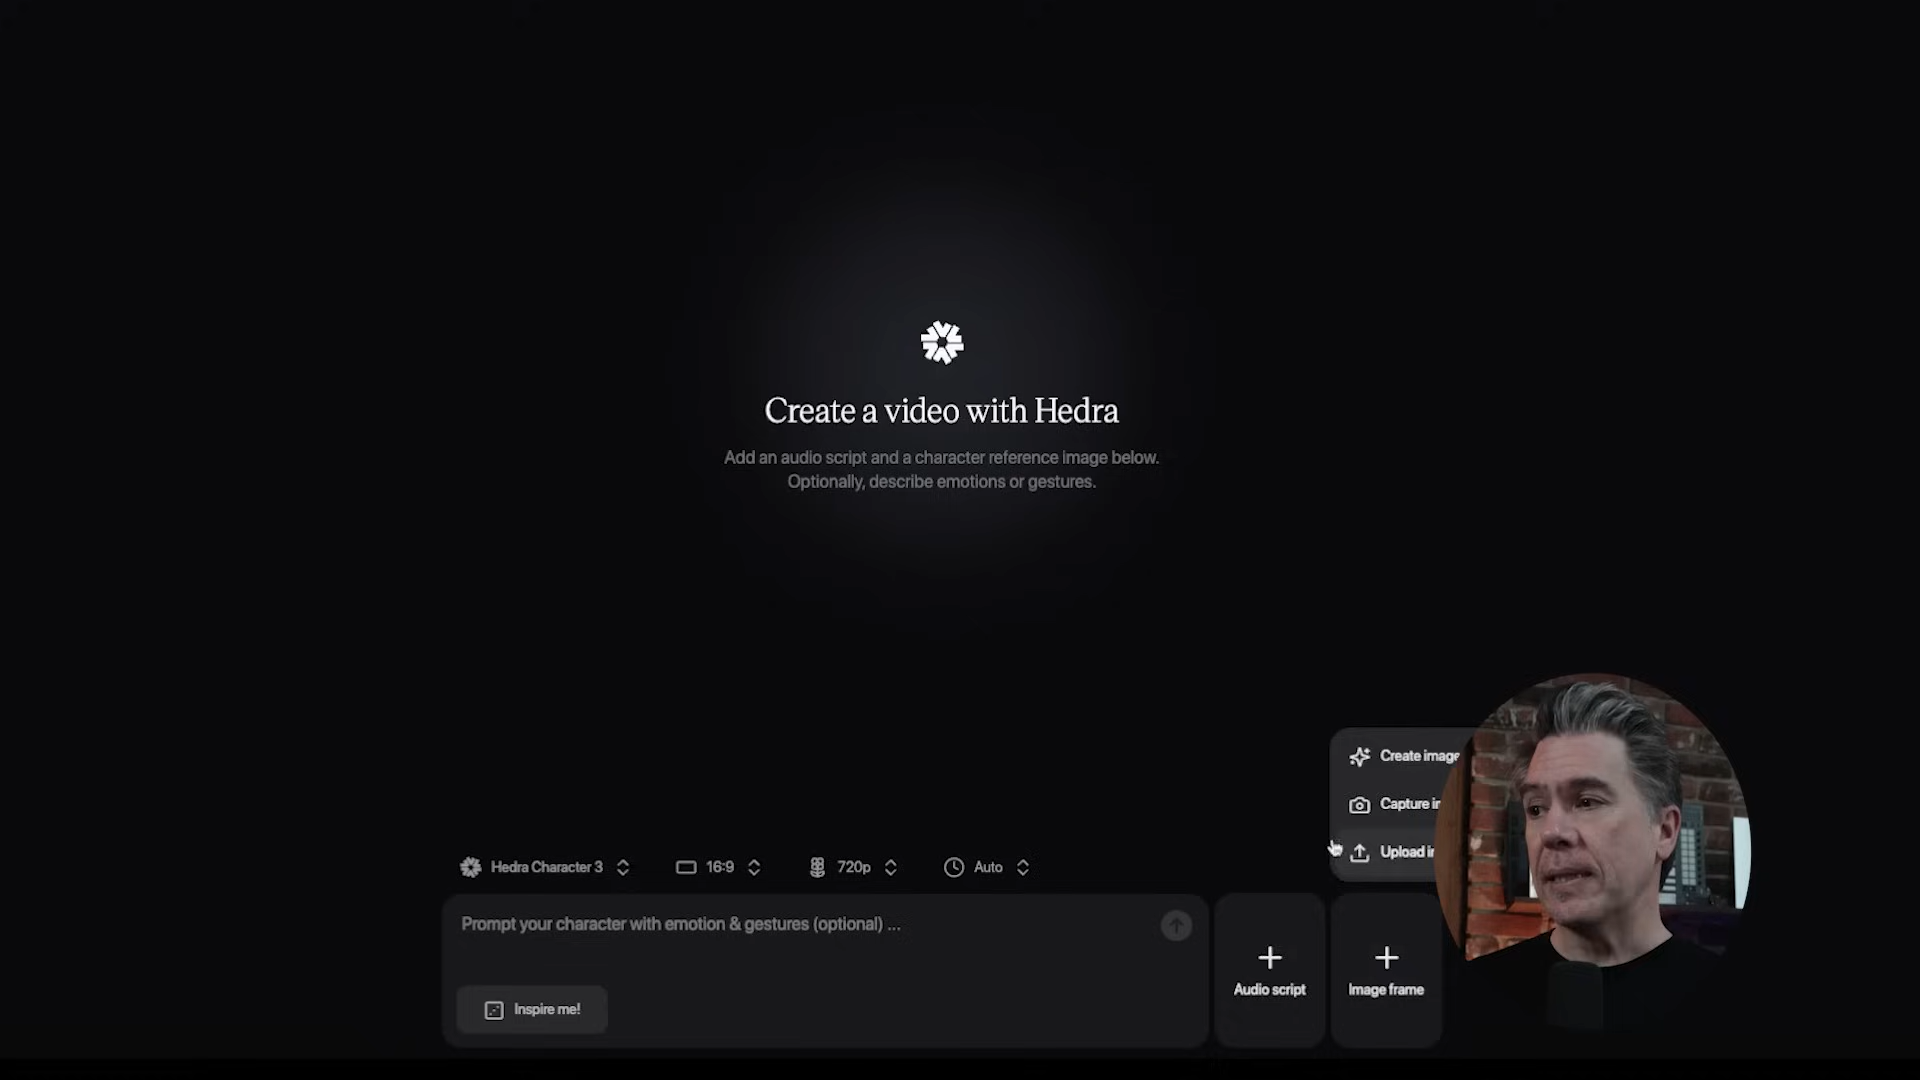 Create a video with Hedra
Add an audio script and a character reference image below.
Optionally, describe emotions or gestures.
Create image
Capture
Upload
Hedra Character 3
16:9
720p
Auto
Prompt your character with emotion & gestures (optional) ...
Inspire me!
Audio script
Image frame